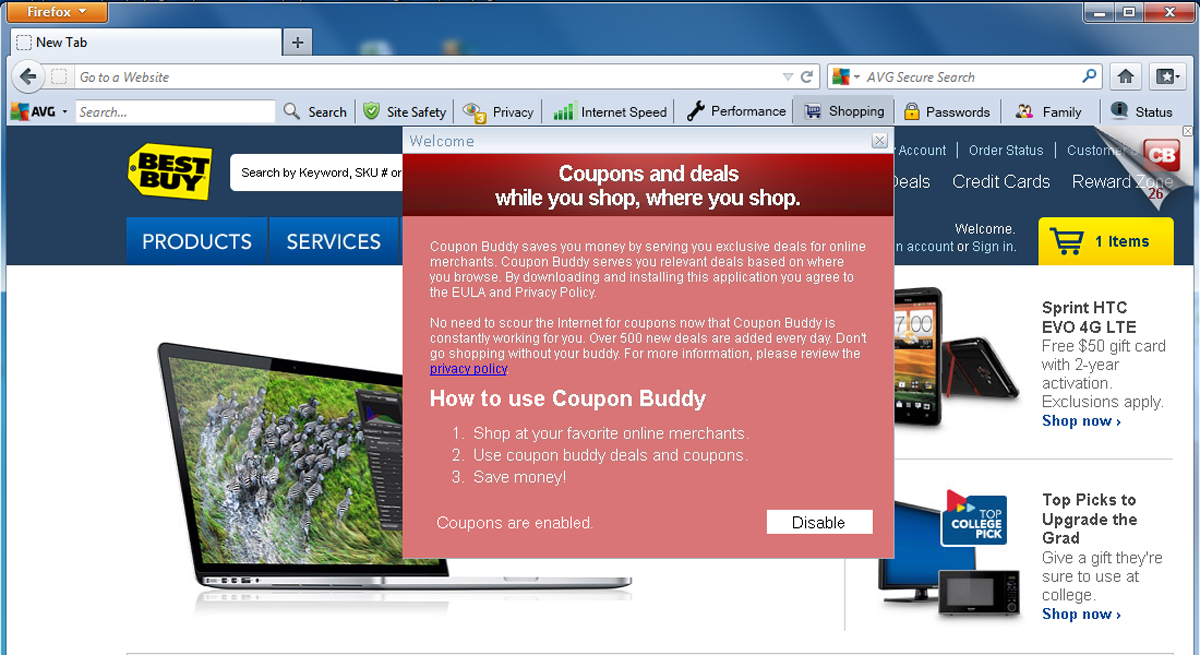 Firefox
New Tab
Go to a Website
AVG Secure Search
AVG
Search...
Search
Site Safety
3
Privacy
Internet Speed
Performance
Shopping
Passwords
Family
Status
Welcome
BEST BUY
Search by Keyword, SKU # or
Account
Order Status
Customer
CB
26
Deals
Credit Cards
Reward Zone
PRODUCTS
SERVICES
Welcome.
account or Sign in.
1 Items
Coupons and deals
while you shop, where you shop.
Coupon Buddy saves you money by serving you exclusive deals for online
merchants. Coupon Buddy serves you relevant deals based on where
you browse. By downloading and installing this application you agree to
the EULA and Privacy Policy.
No need to scour the Internet for coupons now that Coupon Buddy is
constantly working for you. Over 500 new deals are added every day. Don't
go shopping without your buddy. For more information, please review the
privacy policy
How to use Coupon Buddy
1. Shop at your favorite online merchants.
2. Use coupon buddy deals and coupons.
3. Save money!
Coupons are enabled.
Disable
7:00
Sprint HTC
EVO 4G LTE
Free $50 gift card
with 2-year
activation.
Exclusions apply.
Shop now ›
TOP
COLLEGE
PICK
Top Picks to
Upgrade the
Grad
Give a gift they're
sure to use at
college.
Shop now ›